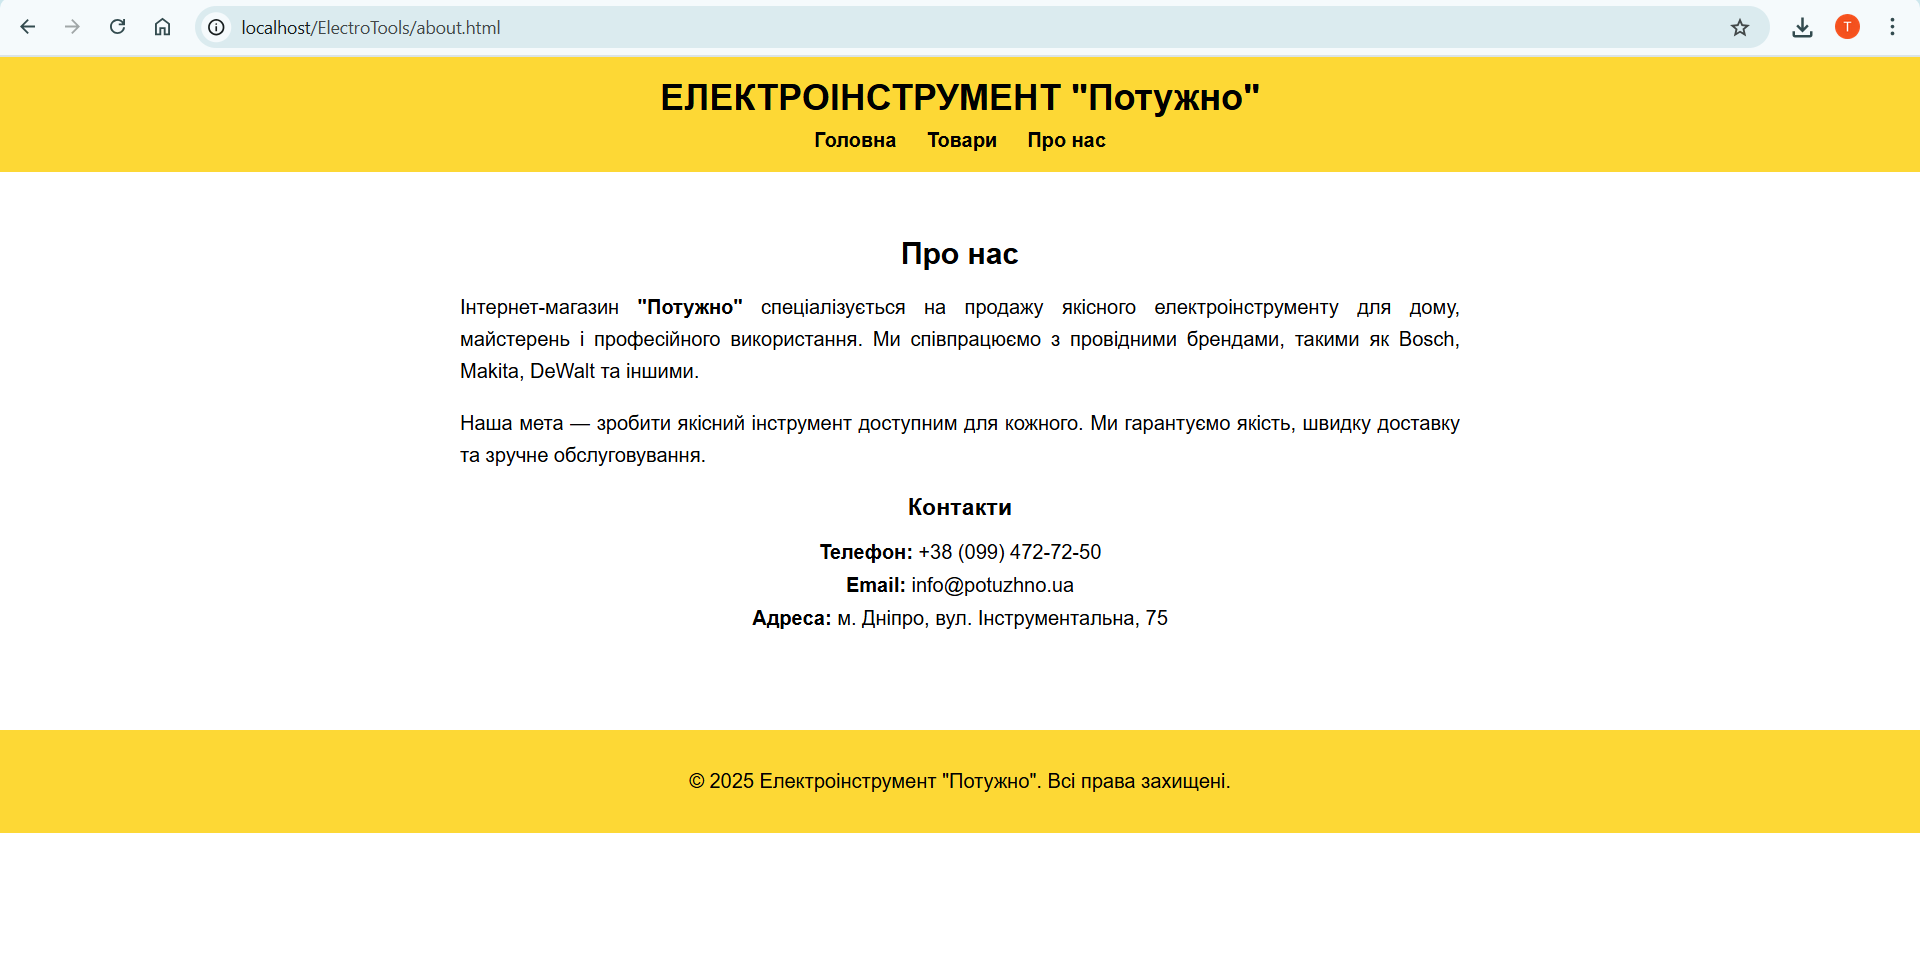 localhost/ElectroTools/about.html
T
ЕЛЕКТРОІНСТРУМЕНТ "Потужно"
Головна Товари Про нас
Про нас
Інтернет-магазин "Потужно" спеціалізується на продажу якісного електроінструменту для дому,
майстерень і професійного використання. Ми співпрацюємо з провідними брендами, такими як Bosch,
Makita, DeWalt та іншими.
Наша мета — зробити якісний інструмент доступним для кожного. Ми гарантуємо якість, швидку доставку
та зручне обслуговування.
Контакти
Телефон: +38 (099) 472-72-50
Email: info@potuzhno.ua
Адреса: м. Дніпро, вул. Інструментальна, 75
© 2025 Електроінструмент "Потужно". Всі права захищені.